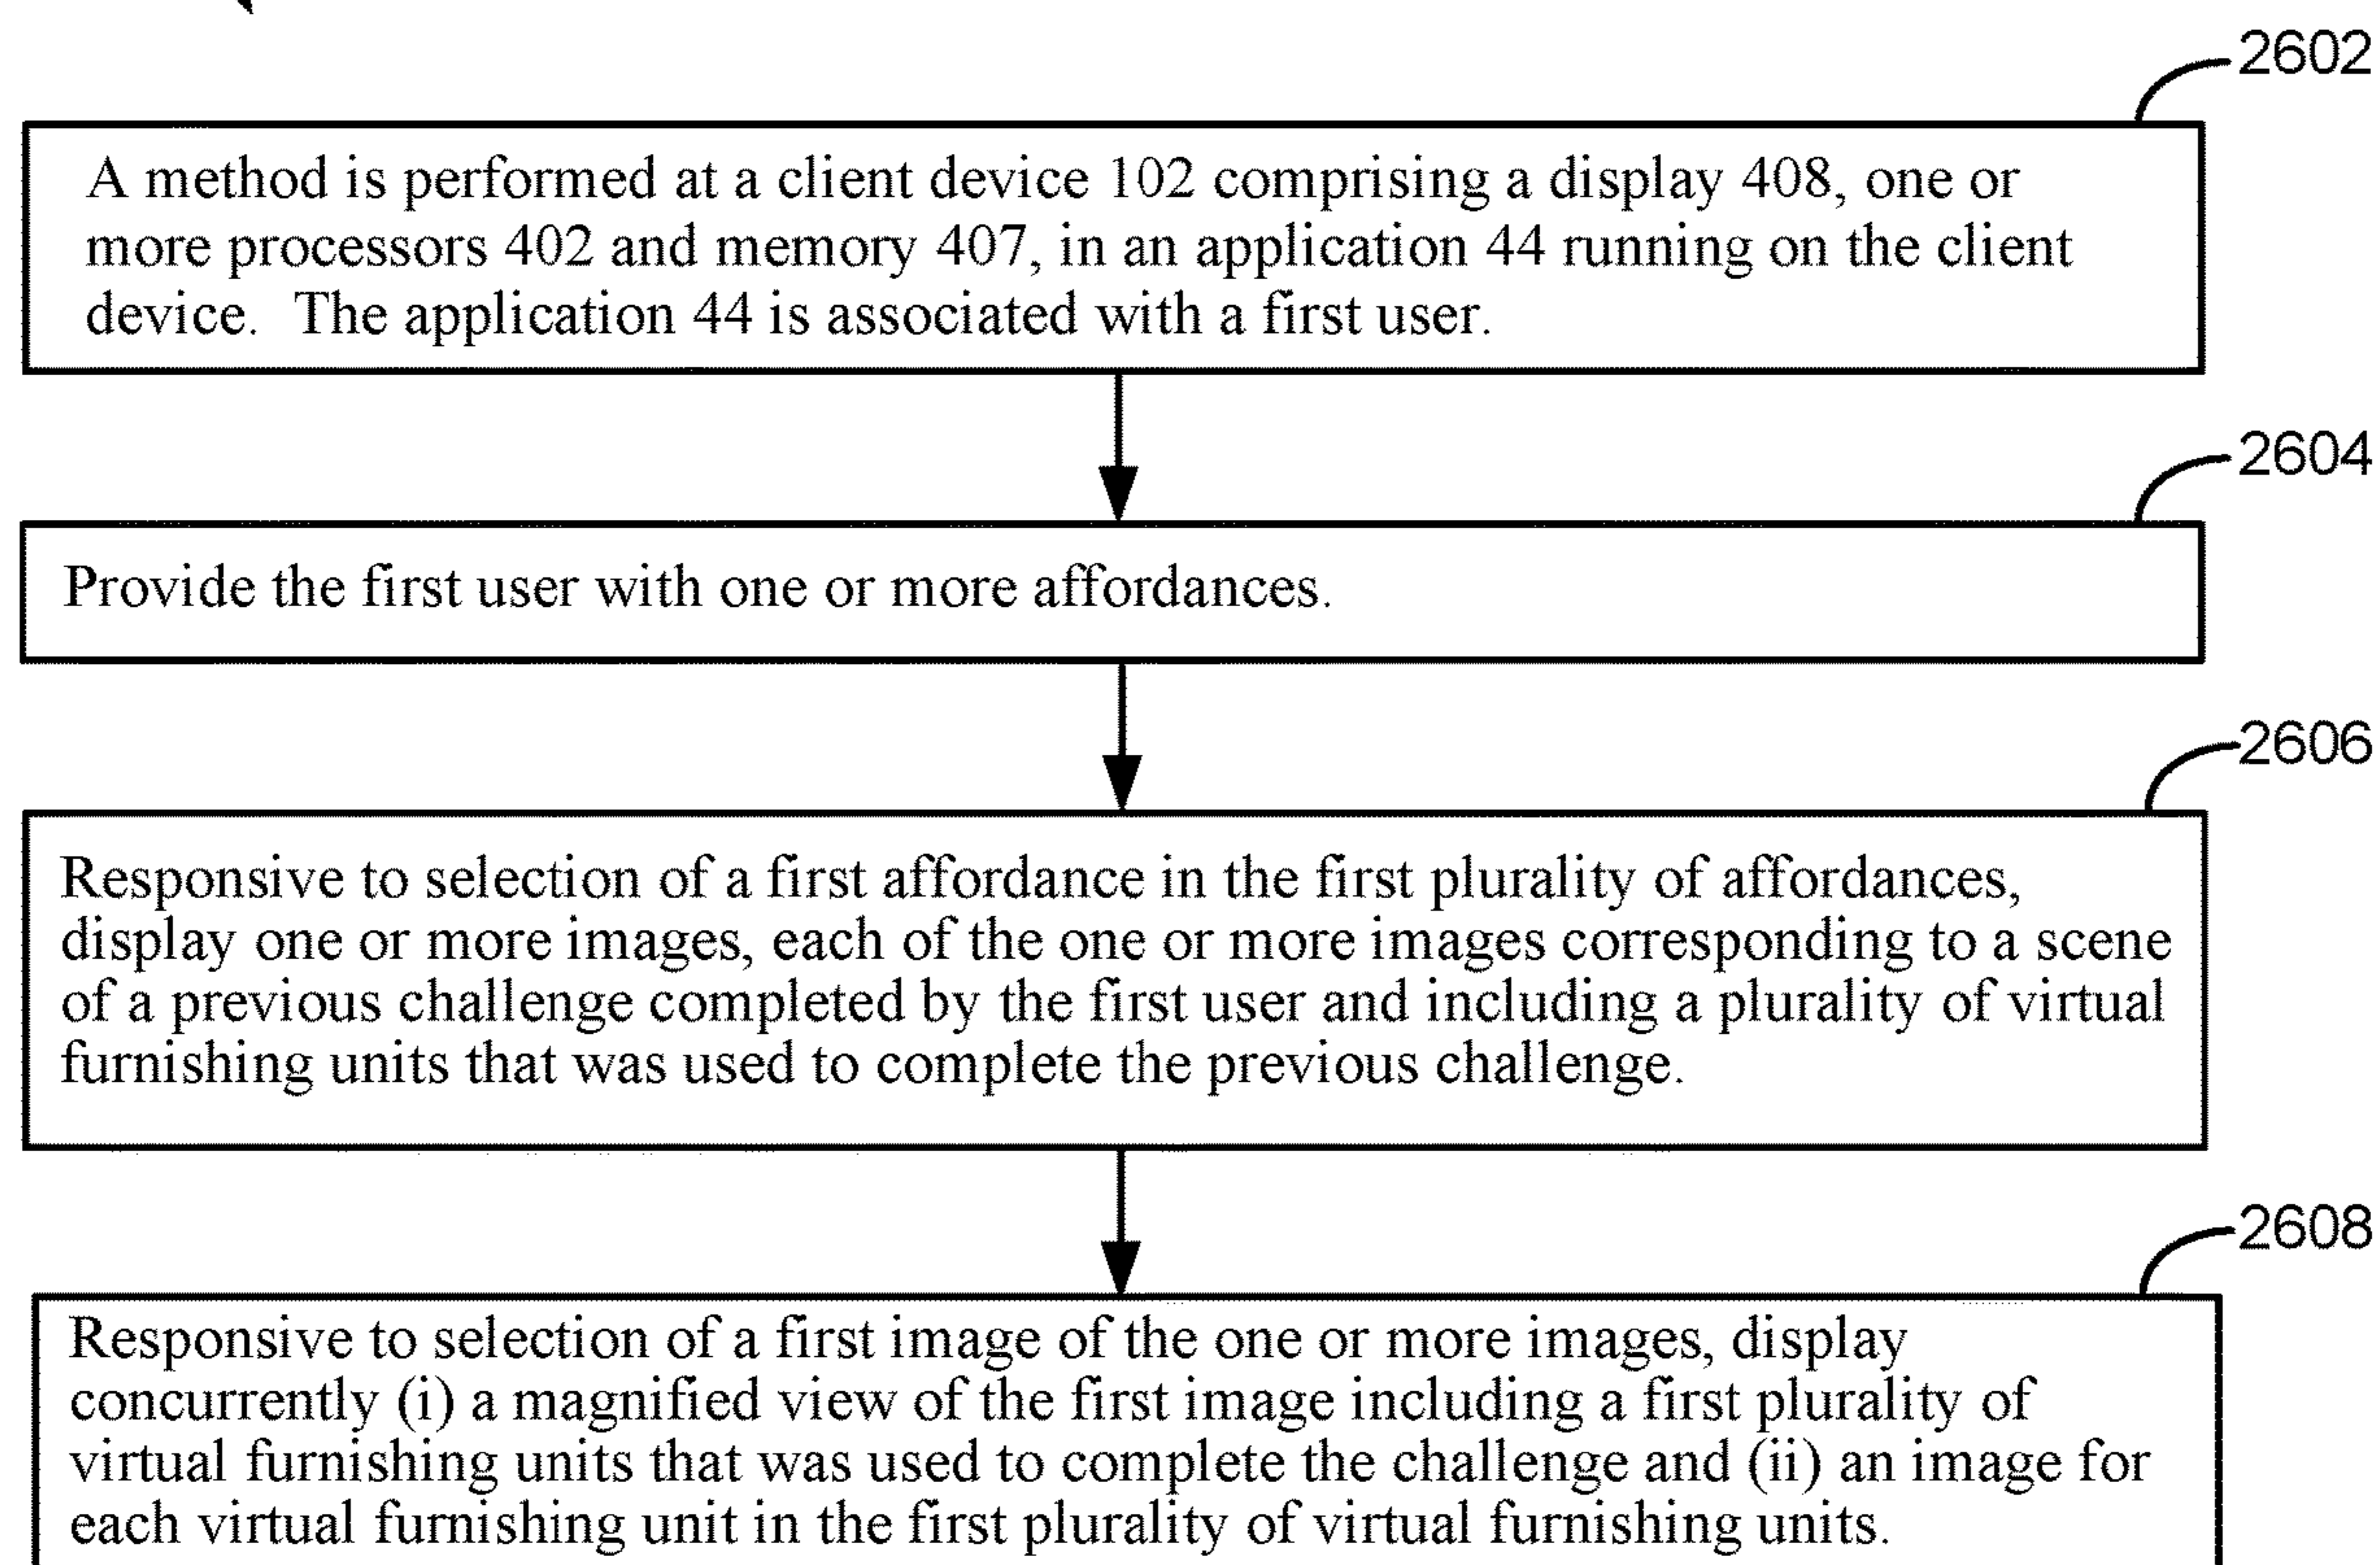 2602
A method is performed at a client device 102 comprising a display 408, one or
more processors 402 and memory 407, in an application 44 running on the client
device.  The application 44 is associated with a first user.
2604
Provide the first user with one or more affordances.
2606
Responsive to selection of a first affordance in the first plurality of affordances,
display one or more images, each of the one or more images corresponding to a scene
of a previous challenge completed by the first user and including a plurality of virtual
furnishing units that was used to complete the previous challenge.
2608
Responsive to selection of a first image of the one or more images, display
concurrently (i) a magnified view of the first image including a first plurality of
virtual furnishing units that was used to complete the challenge and (ii) an image for
each virtual furnishing unit in the first plurality of virtual furnishing units.